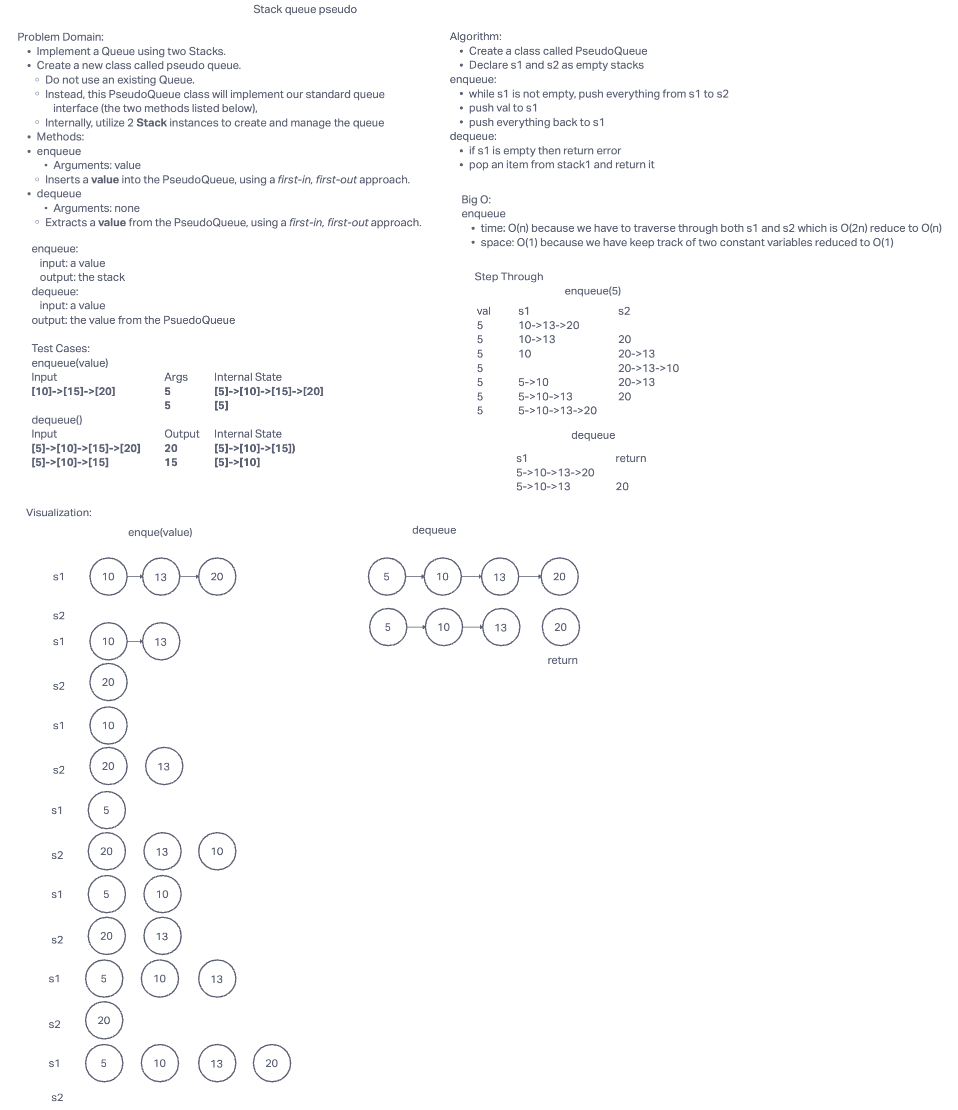 Stack queue pseudo
Problem Domain:
• Implement a Queue using two Stacks.
• Create a new class called pseudo queue.
◦ Do not use an existing Queue.
◦ Instead, this PseudoQueue class will implement our standard queue
interface (the two methods listed below),
◦ Internally, utilize 2 Stack instances to create and manage the queue
• Methods:
• enqueue
• Arguments: value
◦ Inserts a value into the PseudoQueue, using a first-in, first-out approach.
• dequeue
• Arguments: none
◦ Extracts a value from the PseudoQueue, using a first-in, first-out approach.
enqueue:
input: a value
output: the stack
dequeue:
input: a value
output: the value from the PsuedoQueue
Test Cases:
enqueue(value)
Input Args Internal State
[10]->[15]->[20] 5 [5]->[10]->[15]->[20]
5 [5]
dequeue()
Input Output Internal State
[5]->[10]->[15]->[20] 20 [5]->[10]->[15])
[5]->[10]->[15] 15 [5]->[10]
Algorithm:
• Create a class called PseudoQueue
• Declare s1 and s2 as empty stacks
enqueue:
• while s1 is not empty, push everything from s1 to s2
• push val to s1
• push everything back to s1
dequeue:
• if s1 is empty then return error
• pop an item from stack1 and return it
Big O:
enqueue
• time: O(n) because we have to traverse through both s1 and s2 which is O(2n) reduce to O(n)
• space: O(1) because we have keep track of two constant variables reduced to O(1)
Step Through
enqueue(5)
val s1 s2
5 10->13->20
5 10->13 20
5 10 20->13
5 20->13->10
5 5->10 20->13
5 5->10->13 20
5 5->10->13->20
dequeue
s1 return
5->10->13->20
5->10->13 20
Visualization:
enque(value)
s1 10 13 20
s2
s1 10 13
s2 20
s1 10
s2 20 13
s1 5
s2 20 13 10
s1 5 10
s2 20 13
s1 5 10 13
s2 20
s1 5 10 13 20
s2
dequeue
5 10 13 20
5 10 13 20
return